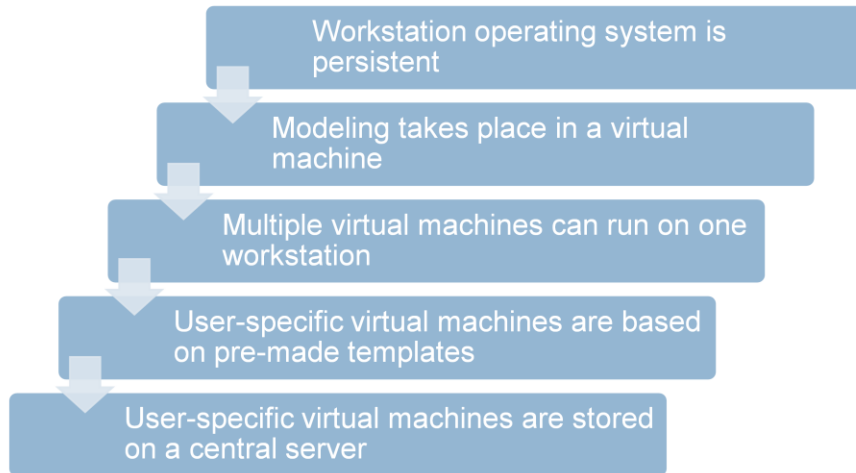 Workstation operating system is
persistent
Modeling takes place in a virtual
machine
Multiple virtual machines can run on one
workstation
User-specific virtual machines are based
on pre-made templates
User-specific virtual machines are stored
on a central server